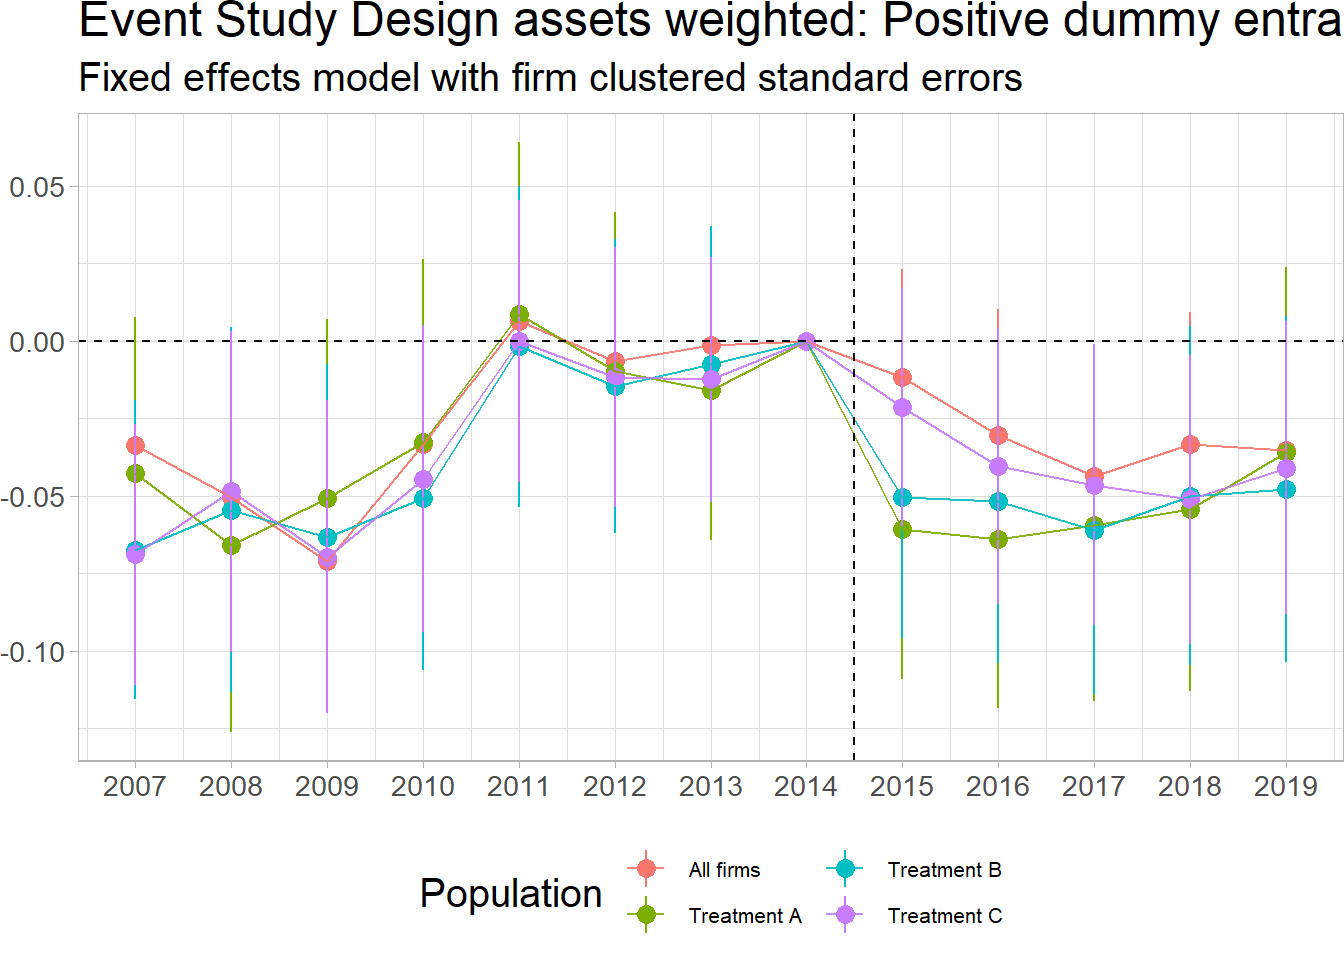 Event Study Design assets weighted: Positive dummy entra
Fixed effects model with firm clustered standard errors
0.05
0.00
-0.05
-0.10
2007 2008 2009 2010 2011 2012 2013 2014 2015 2016 2017 2018 2019
Population
All firms
Treatment A
Treatment B
Treatment C